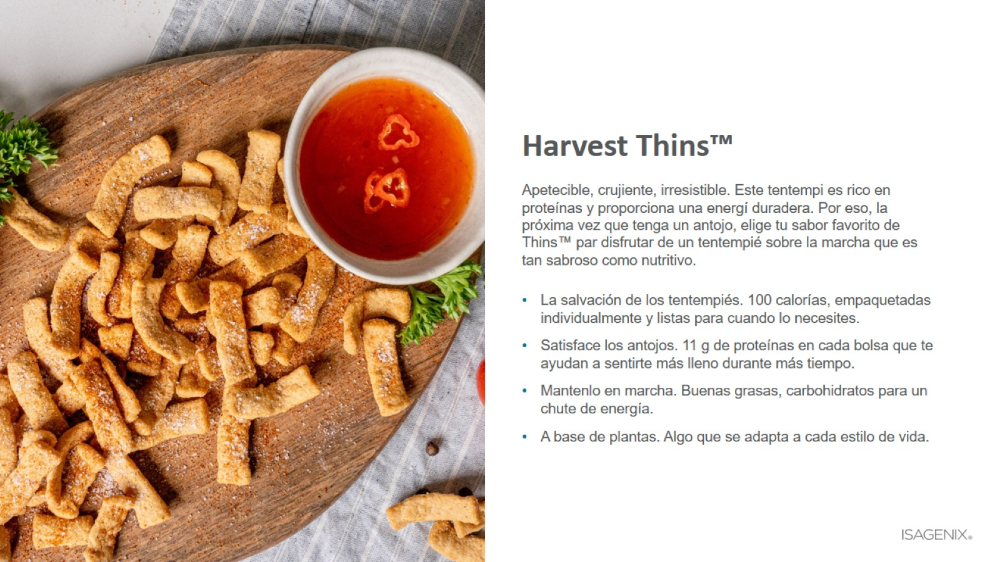 Harvest Thins™
Apetecible, crujiente, irresistible. Este tentempi es rico en
proteínas y proporciona una energí duradera. Por eso, la
próxima vez que tenga un antojo, elige tu sabor favorito de
Thins™ par disfrutar de un tentempié sobre la marcha que es
tan sabroso como nutritivo.
• La salvación de los tentempiés. 100 calorías, empaquetadas
individualmente y listas para cuando lo necesites.
• Satisface los antojos. 11 g de proteínas en cada bolsa que te
ayudan a sentirte más lleno durante más tiempo.
• Mantenlo en marcha. Buenas grasas, carbohidratos para un
chute de energía.
• A base de plantas. Algo que se adapta a cada estilo de vida.
ISAGENIX®